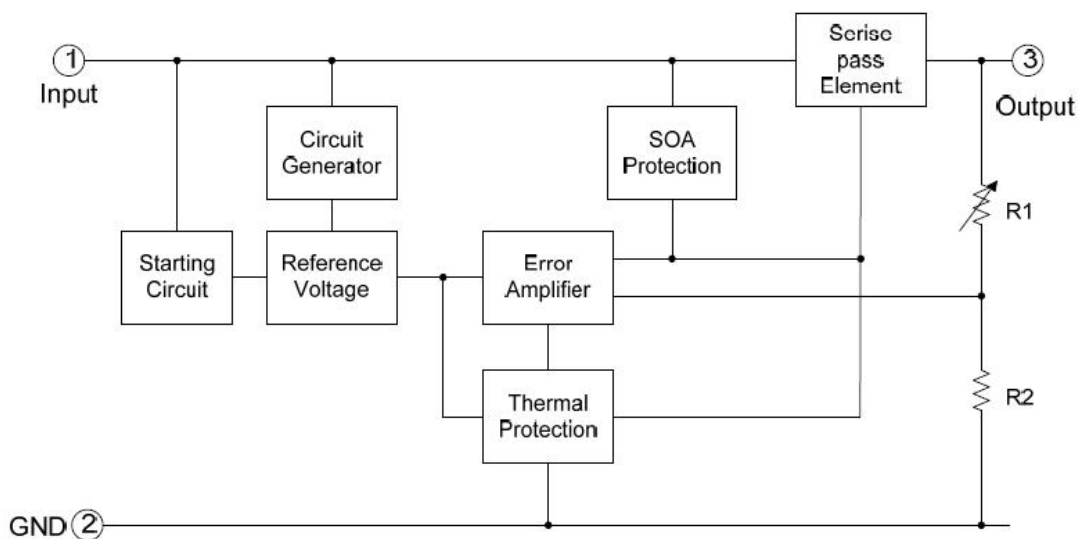 Serise
pass
Element
1
Input
3
Output
Circuit
Generator
SOA
Protection
R1
Starting
Circuit
Reference
Voltage
Error
Amplifier
Thermal
Protection
R2
GND 2